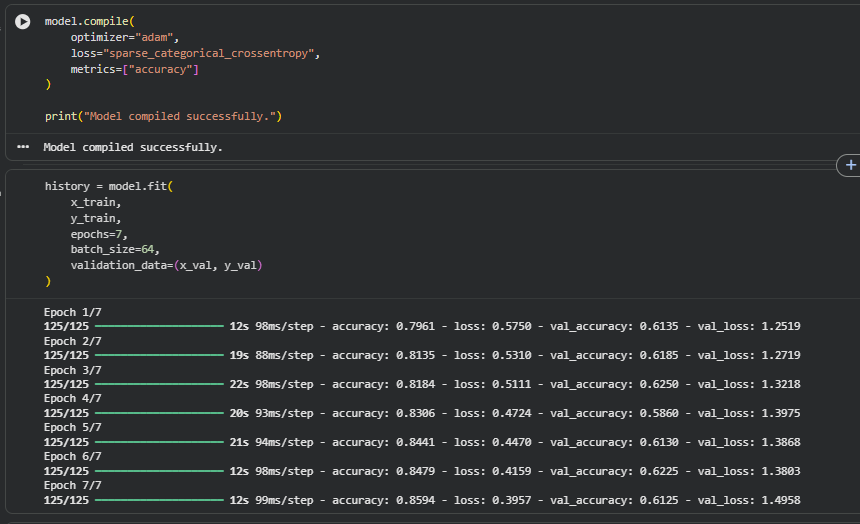 model.compile(
    optimizer="adam",
    loss="sparse_categorical_crossentropy",
    metrics=["accuracy"]
)
print("Model compiled successfully.")
Model compiled successfully.
history = model.fit(
    x_train,
    y_train,
    epochs=7,
    batch_size=64,
    validation_data=(x_val, y_val)
)
Epoch 1/7
125/125 12s 98ms/step - accuracy: 0.7961 - loss: 0.5750 - val_accuracy: 0.6135 - val_loss: 1.2519
Epoch 2/7
125/125 19s 88ms/step - accuracy: 0.8135 - loss: 0.5310 - val_accuracy: 0.6185 - val_loss: 1.2719
Epoch 3/7
125/125 22s 98ms/step - accuracy: 0.8184 - loss: 0.5111 - val_accuracy: 0.6250 - val_loss: 1.3218
Epoch 4/7
125/125 20s 93ms/step - accuracy: 0.8306 - loss: 0.4724 - val_accuracy: 0.5860 - val_loss: 1.3975
Epoch 5/7
125/125 21s 94ms/step - accuracy: 0.8441 - loss: 0.4470 - val_accuracy: 0.6130 - val_loss: 1.3868
Epoch 6/7
125/125 12s 98ms/step - accuracy: 0.8479 - loss: 0.4159 - val_accuracy: 0.6225 - val_loss: 1.3803
Epoch 7/7
125/125 12s 99ms/step - accuracy: 0.8594 - loss: 0.3957 - val_accuracy: 0.6125 - val_loss: 1.4958